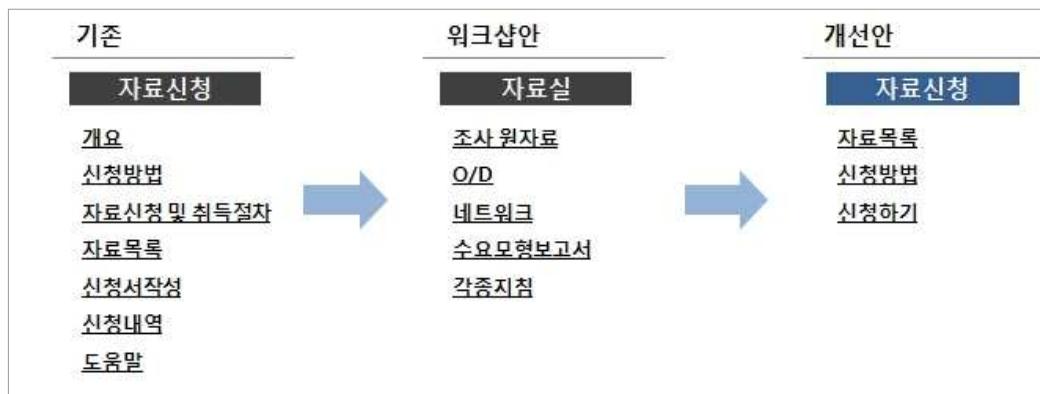 기존
자료신청
개요
신청방법
자료신청 및 취득절차
자료목록
신청서작성
신청내역
도움말
워크샵안
자료실
조사 원자료
O/D
네트워크
수요모형보고서
각종지침
개선안
자료신청
자료목록
신청방법
신청하기